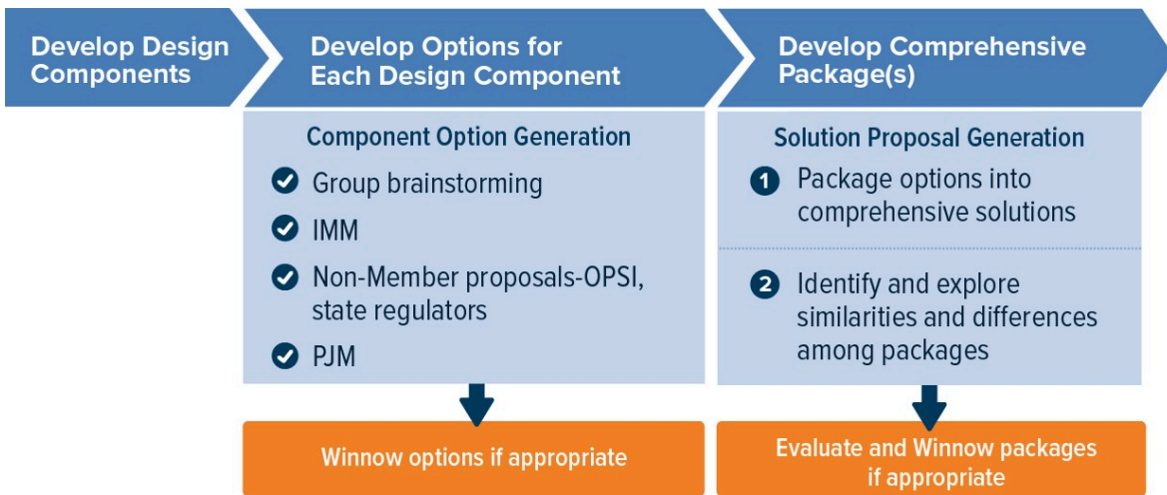 Develop Design
Components
Develop Options for
Each Design Component
Develop Comprehensive
Package(s)
Component Option Generation
Group brainstorming
IMM
Non-Member proposals-OPSI,
state regulators
PJM
Winnow options if appropriate
Solution Proposal Generation
1 Package options into
comprehensive solutions
2 Identify and explore
similarities and differences
among packages
Evaluate and Winnow packages
if appropriate